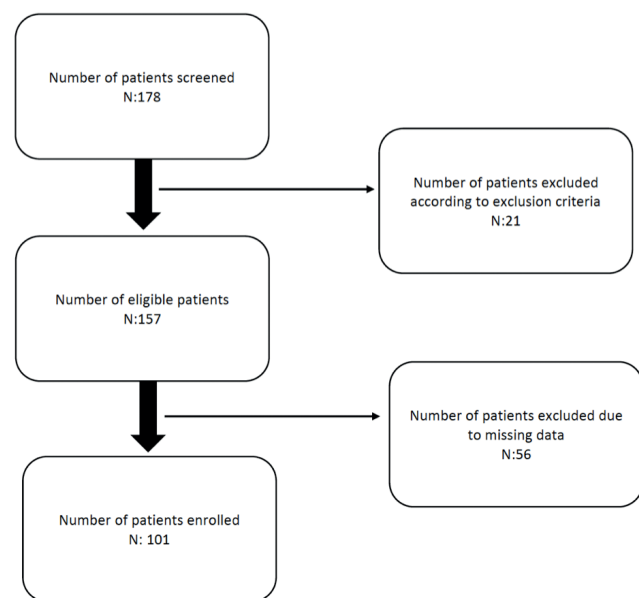 Number of patients screened
N:178
Number of patients excluded
according to exclusion criteria
N:21
Number of eligible patients
N:157
Number of patients excluded due
to missing data
N:56
Number of patients enrolled
N: 101